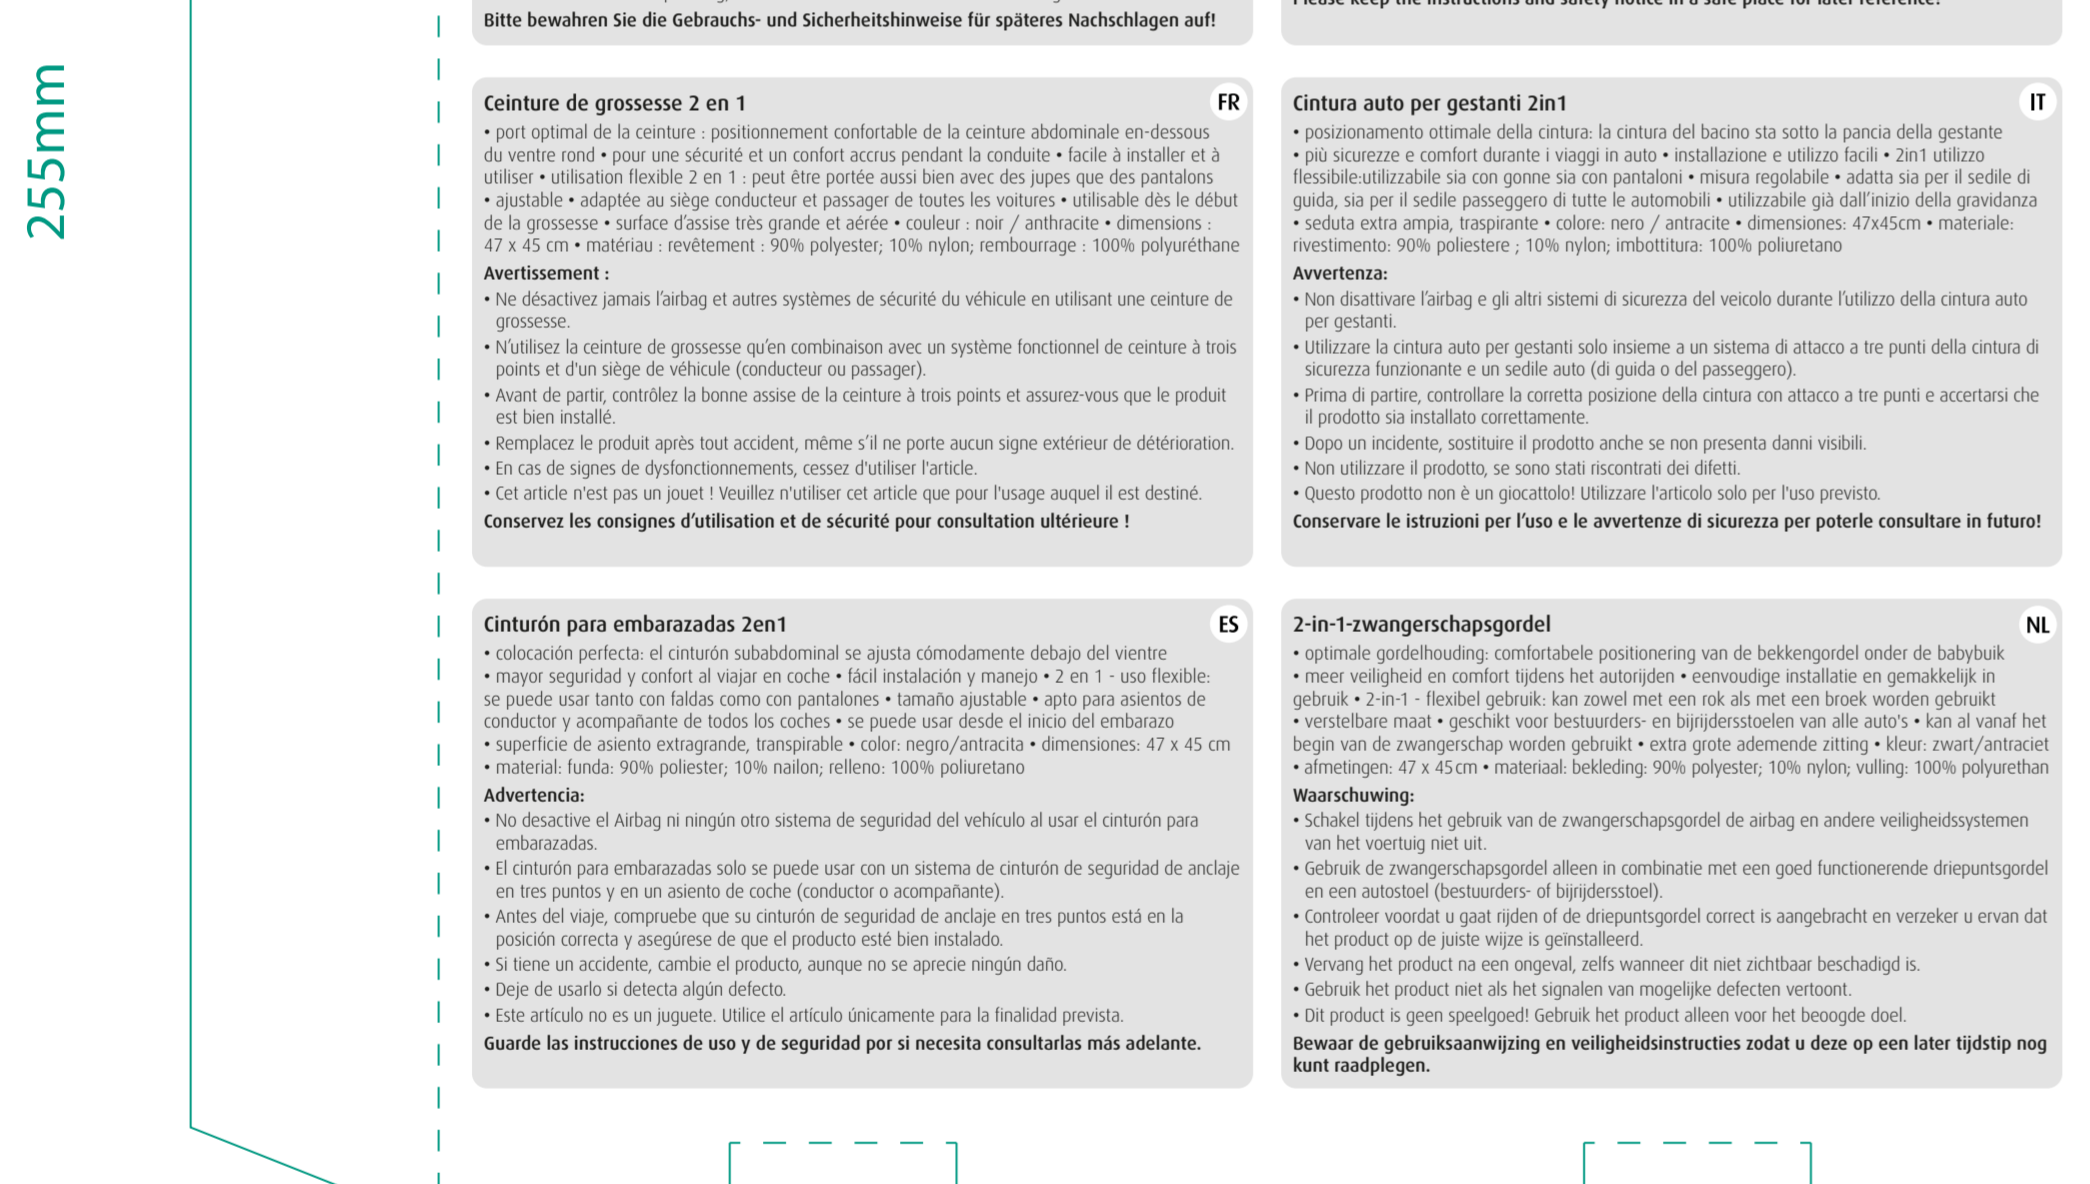 255mm
Bitte bewahren Sie die Gebrauchs- und Sicherheitshinweise für späteres Nachschlagen auf!
Please keep the instructions and safety notice in a safe place for later reference!
Ceinture de grossesse 2 en 1
FR
• port optimal de la ceinture : positionnement confortable de la ceinture abdominale en-dessous
du ventre rond • pour une sécurité et un confort accrus pendant la conduite • facile à installer et à
utiliser • utilisation flexible 2 en 1 : peut être portée aussi bien avec des jupes que des pantalons
• ajustable • adaptée au siège conducteur et passager de toutes les voitures • utilisable dès le début
de la grossesse • surface d’assise très grande et aérée • couleur : noir / anthracite • dimensions :
47 x 45 cm • matériau : revêtement : 90% polyester; 10% nylon; rembourrage : 100% polyuréthane
Avertissement :
• Ne désactivez jamais l’airbag et autres systèmes de sécurité du véhicule en utilisant une ceinture de
grossesse.
• N’utilisez la ceinture de grossesse qu’en combinaison avec un système fonctionnel de ceinture à trois
points et d'un siège de véhicule (conducteur ou passager).
• Avant de partir, contrôlez la bonne assise de la ceinture à trois points et assurez-vous que le produit
est bien installé.
• Remplacez le produit après tout accident, même s’il ne porte aucun signe extérieur de détérioration.
• En cas de signes de dysfonctionnements, cessez d'utiliser l'article.
• Cet article n'est pas un jouet ! Veuillez n'utiliser cet article que pour l'usage auquel il est destiné.
Conservez les consignes d’utilisation et de sécurité pour consultation ultérieure !
Cintura auto per gestanti 2in1
IT
• posizionamento ottimale della cintura: la cintura del bacino sta sotto la pancia della gestante
• più sicurezze e comfort durante i viaggi in auto • installazione e utilizzo facili • 2in1 utilizzo
flessibile:utilizzabile sia con gonne sia con pantaloni • misura regolabile • adatta sia per il sedile di
guida, sia per il sedile passeggero di tutte le automobili • utilizzabile già dall’inizio della gravidanza
• seduta extra ampia, traspirante • colore: nero / antracite • dimensiones: 47x45cm • materiale:
rivestimento: 90% poliestere ; 10% nylon; imbottitura: 100% poliuretano
Avvertenza:
• Non disattivare l’airbag e gli altri sistemi di sicurezza del veicolo durante l’utilizzo della cintura auto
per gestanti.
• Utilizzare la cintura auto per gestanti solo insieme a un sistema di attacco a tre punti della cintura di
sicurezza funzionante e un sedile auto (di guida o del passeggero).
• Prima di partire, controllare la corretta posizione della cintura con attacco a tre punti e accertarsi che
il prodotto sia installato correttamente.
• Dopo un incidente, sostituire il prodotto anche se non presenta danni visibili.
• Non utilizzare il prodotto, se sono stati riscontrati dei difetti.
• Questo prodotto non è un giocattolo! Utilizzare l'articolo solo per l'uso previsto.
Conservare le istruzioni per l’uso e le avvertenze di sicurezza per poterle consultare in futuro!
Cinturón para embarazadas 2en1
ES
• colocación perfecta: el cinturón subabdominal se ajusta cómodamente debajo del vientre
• mayor seguridad y confort al viajar en coche • fácil instalación y manejo • 2 en 1 - uso flexible:
se puede usar tanto con faldas como con pantalones • tamaño ajustable • apto para asientos de
conductor y acompañante de todos los coches • se puede usar desde el inicio del embarazo
• superficie de asiento extragrande, transpirable • color: negro/antracita • dimensiones: 47 x 45 cm
• material: funda: 90% poliester; 10% nailon; relleno: 100% poliuretano
Advertencia:
• No desactive el Airbag ni ningún otro sistema de seguridad del vehículo al usar el cinturón para
embarazadas.
• El cinturón para embarazadas solo se puede usar con un sistema de cinturón de seguridad de anclaje
en tres puntos y en un asiento de coche (conductor o acompañante).
• Antes del viaje, compruebe que su cinturón de seguridad de anclaje en tres puntos está en la
posición correcta y asegúrese de que el producto esté bien instalado.
• Si tiene un accidente, cambie el producto, aunque no se aprecie ningún daño.
• Deje de usarlo si detecta algún defecto.
• Este artículo no es un juguete. Utilice el artículo únicamente para la finalidad prevista.
Guarde las instrucciones de uso y de seguridad por si necesita consultarlas más adelante.
2-in-1-zwangerschapsgordel
NL
• optimale gordelhouding: comfortabele positionering van de bekkengordel onder de babybuik
• meer veiligheid en comfort tijdens het autorijden • eenvoudige installatie en gemakkelijk in
gebruik • 2-in-1 - flexibel gebruik: kan zowel met een rok als met een broek worden gebruikt
• verstelbare maat • geschikt voor bestuurders- en bijrijdersstoelen van alle auto's • kan al vanaf het
begin van de zwangerschap worden gebruikt • extra grote ademende zitting • kleur: zwart/antraciet
• afmetingen: 47 x 45 cm • materiaal: bekleding: 90% polyester; 10% nylon; vulling: 100% polyurethan
Waarschuwing:
• Schakel tijdens het gebruik van de zwangerschapsgordel de airbag en andere veiligheidssystemen
van het voertuig niet uit.
• Gebruik de zwangerschapsgordel alleen in combinatie met een goed functionerende driepuntsgordel
en een autostoel (bestuurders- of bijrijdersstoel).
• Controleer voordat u gaat rijden of de driepuntsgordel correct is aangebracht en verzeker u ervan dat
het product op de juiste wijze is geïnstalleerd.
• Vervang het product na een ongeval, zelfs wanneer dit niet zichtbaar beschadigd is.
• Gebruik het product niet als het signalen van mogelijke defecten vertoont.
• Dit product is geen speelgoed! Gebruik het product alleen voor het beoogde doel.
Bewaar de gebruiksaanwijzing en veiligheidsinstructies zodat u deze op een later tijdstip nog
kunt raadplegen.